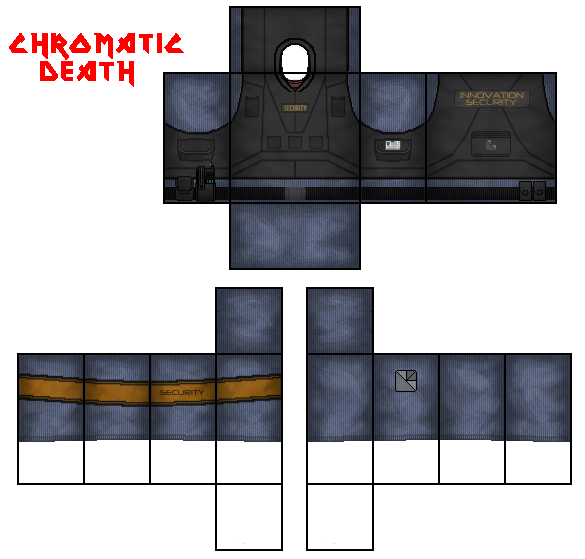 CHROMATIC
DEATH
SECURITY
INNOVATION
SECURITY
SECURITY